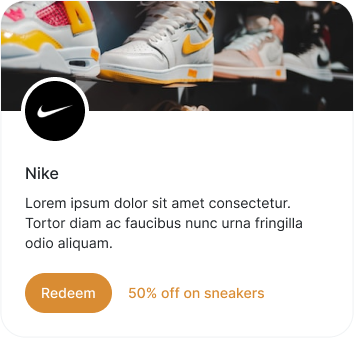 Nike
Lorem ipsum dolor sit amet consectetur.
Tortor diam ac faucibus nunc urna fringilla
odio aliquam.
Redeem
50% off on sneakers